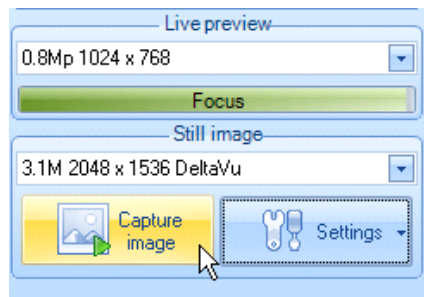 Live preview
0.8Mp 1024 x 768
Focus
Still image
3.1M 2048 x 1536 DeltaVu
Capture
image
Settings